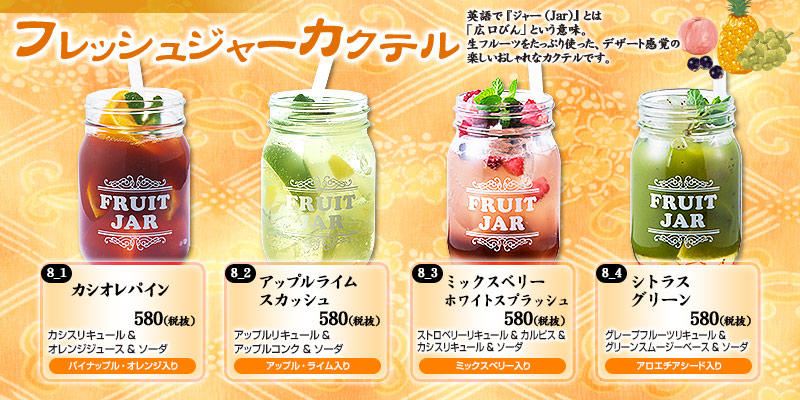 フレッシュジャーカクテル
英語で『ジャー(Jar)』とは
「広口びん」という意味。
生フルーツをたっぷり使った、デザート感覚の
楽しいおしゃれなカクテルです。
FRUIT
JAR
FRUIT
JAR
FRUIT
JAR
FRUIT
JAR
8_1
カシオレパイン
580(税抜)
カシスリキュール &
オレンジジュース & ソーダ
パイナップル・オレンジ入り
8_2
アップルライム
スカッシュ
580(税抜)
アップルリキュール &
アップルコンク & ソーダ
アップル・ライム入り
8_3
ミックスベリー
ホワイトスプラッシュ
580(税抜)
ストロベリーリキュール & カルピス &
カシスリキュール & ソーダ
ミックスベリー入り
8_4
シトラス
グリーン
580(税抜)
グレープフルーツリキュール &
グリーンスムージーベース & ソーダ
アロエチアシード入り